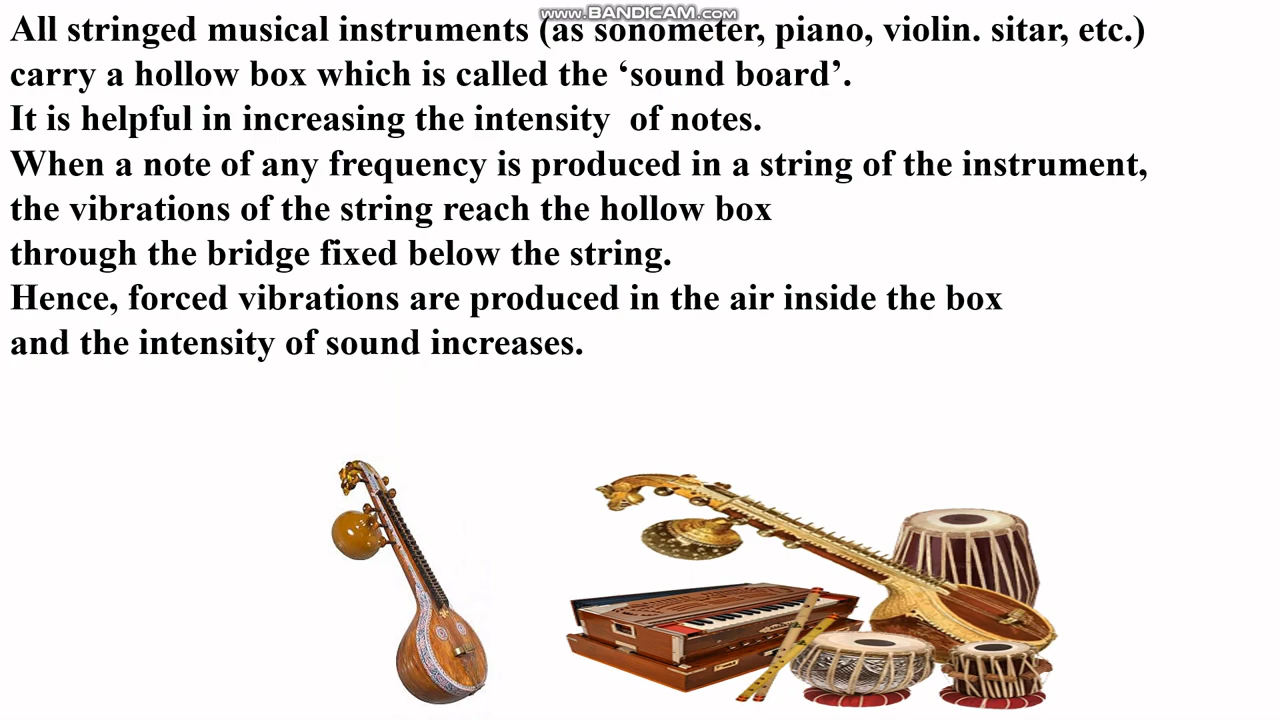 www.BANDICAM.com
All stringed musical instruments (as sonometer, piano, violin. sitar, etc.)
carry a hollow box which is called the ‘sound board’.
It is helpful in increasing the intensity  of notes.
When a note of any frequency is produced in a string of the instrument,
the vibrations of the string reach the hollow box
through the bridge fixed below the string.
Hence, forced vibrations are produced in the air inside the box
and the intensity of sound increases.